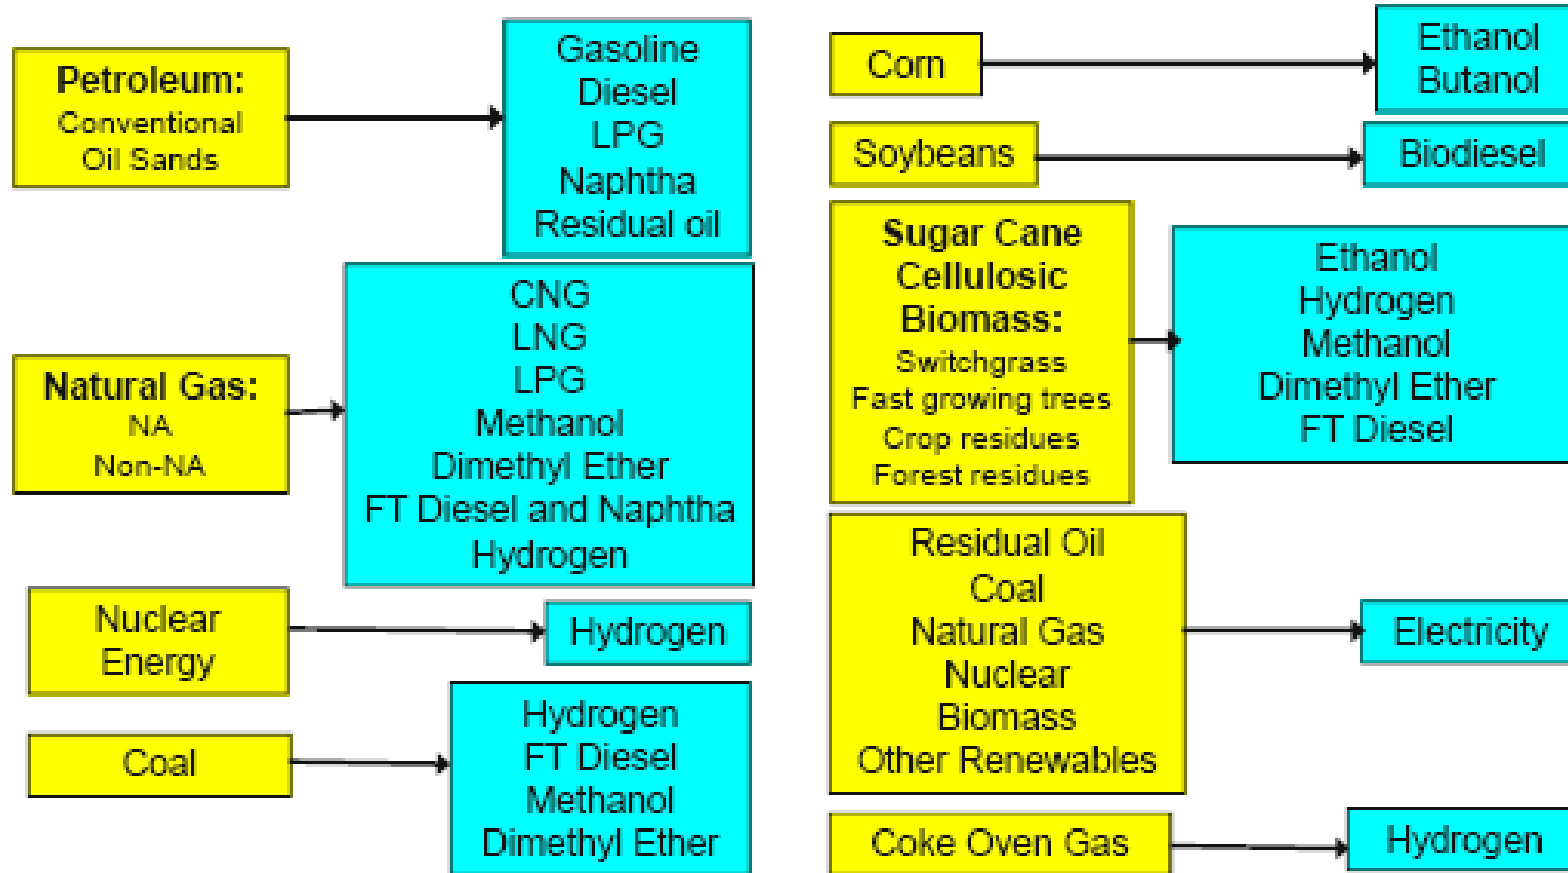 Petroleum:
Conventional
Oil Sands
Gasoline
Diesel
LPG
Naphtha
Residual oil
Natural Gas:
NA
Non-NA
CNG
LNG
LPG
Methanol
Dimethyl Ether
FT Diesel and Naphtha
Hydrogen
Nuclear
Energy
Hydrogen
Coal
Hydrogen
FT Diesel
Methanol
Dimethyl Ether
Corn
Ethanol
Butanol
Soybeans
Biodiesel
Sugar Cane
Cellulosic
Biomass:
Switchgrass
Fast growing trees
Crop residues
Forest residues
Ethanol
Hydrogen
Methanol
Dimethyl Ether
FT Diesel
Residual Oil
Coal
Natural Gas
Nuclear
Biomass
Other Renewables
Electricity
Coke Oven Gas
Hydrogen